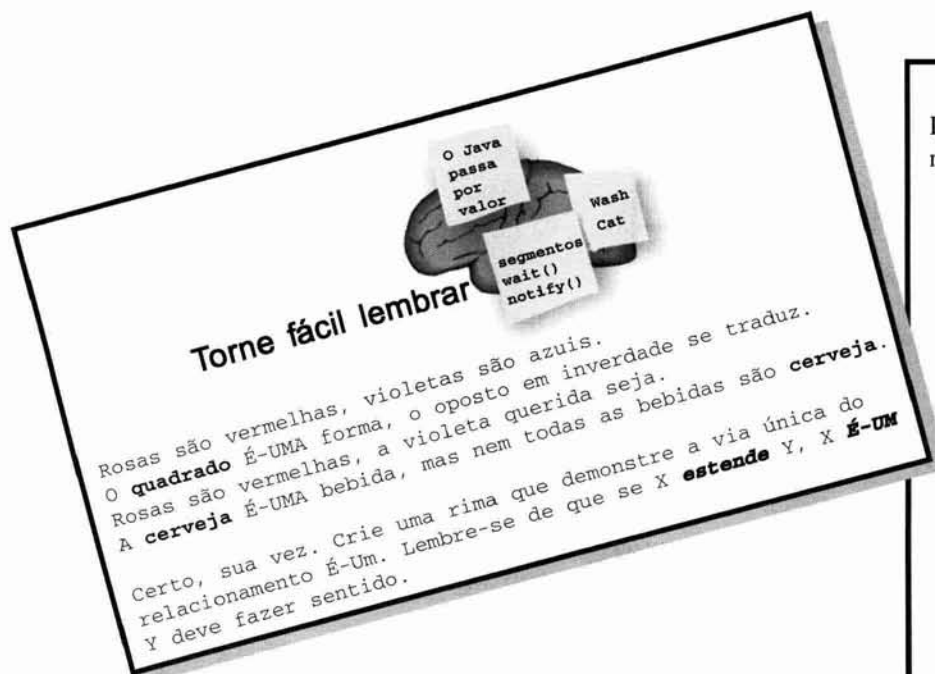 O Java
passa
por
valor
Wash
Cat
segmentos
wait()
notify()
Torne fácil lembrar
Rosas são vermelhas, violetas são azuis.
O quadrado É-UMA forma, o oposto em inverdade se traduz.
Rosas são vermelhas, a violeta querida seja.
A cerveja É-UMA bebida, mas nem todas as bebidas são cerveja.
Certo, sua vez. Crie uma rima que demonstre a via única do
relacionamento É-Um. Lembre-se de que se X estende Y, X É-UM
Y deve fazer sentido.